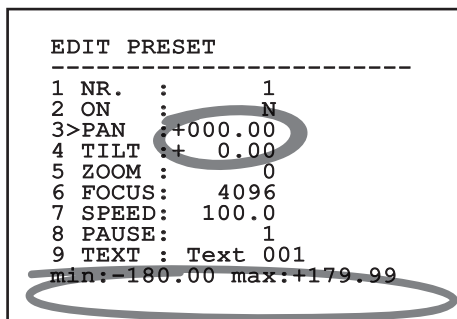 EDIT PRESET
------------------------
1 NR.  :        1
2 ON   :        N
3>PAN  :+000.00
4 TILT :+  0.00
5 ZOOM :        0
6 FOCUS:   4096
7 SPEED:  100.0
8 PAUSE:        1
9 TEXT : Text 001
min:-180.00 max:+179.99